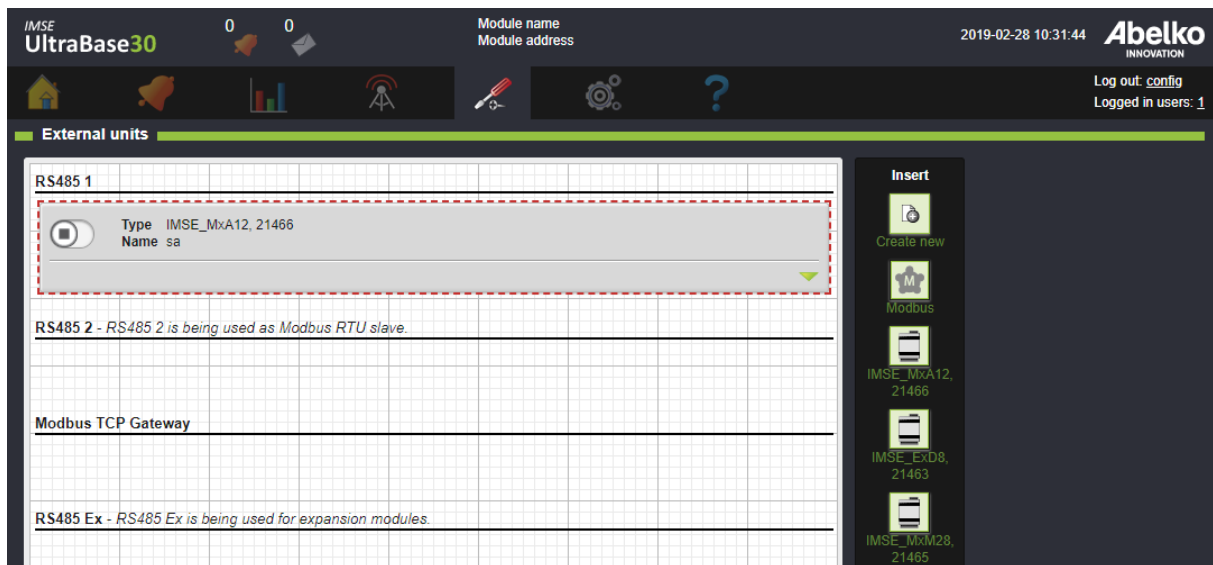 IMSE
UltraBase30
0
0
Module name
Module address
2019-02-28 10:31:44
Abelko
INNOVATION
Log out: config
Logged in users: 1
External units
RS485 1
Type IMSE_MxA12, 21466
Name sa
RS485 2 - RS485 2 is being used as Modbus RTU slave.
Modbus TCP Gateway
RS485 Ex - RS485 Ex is being used for expansion modules.
Insert
Create new
M
Modbus
IMSE_MxA12,
21466
IMSE_ExD8,
21463
IMSE_MxM28,
21465